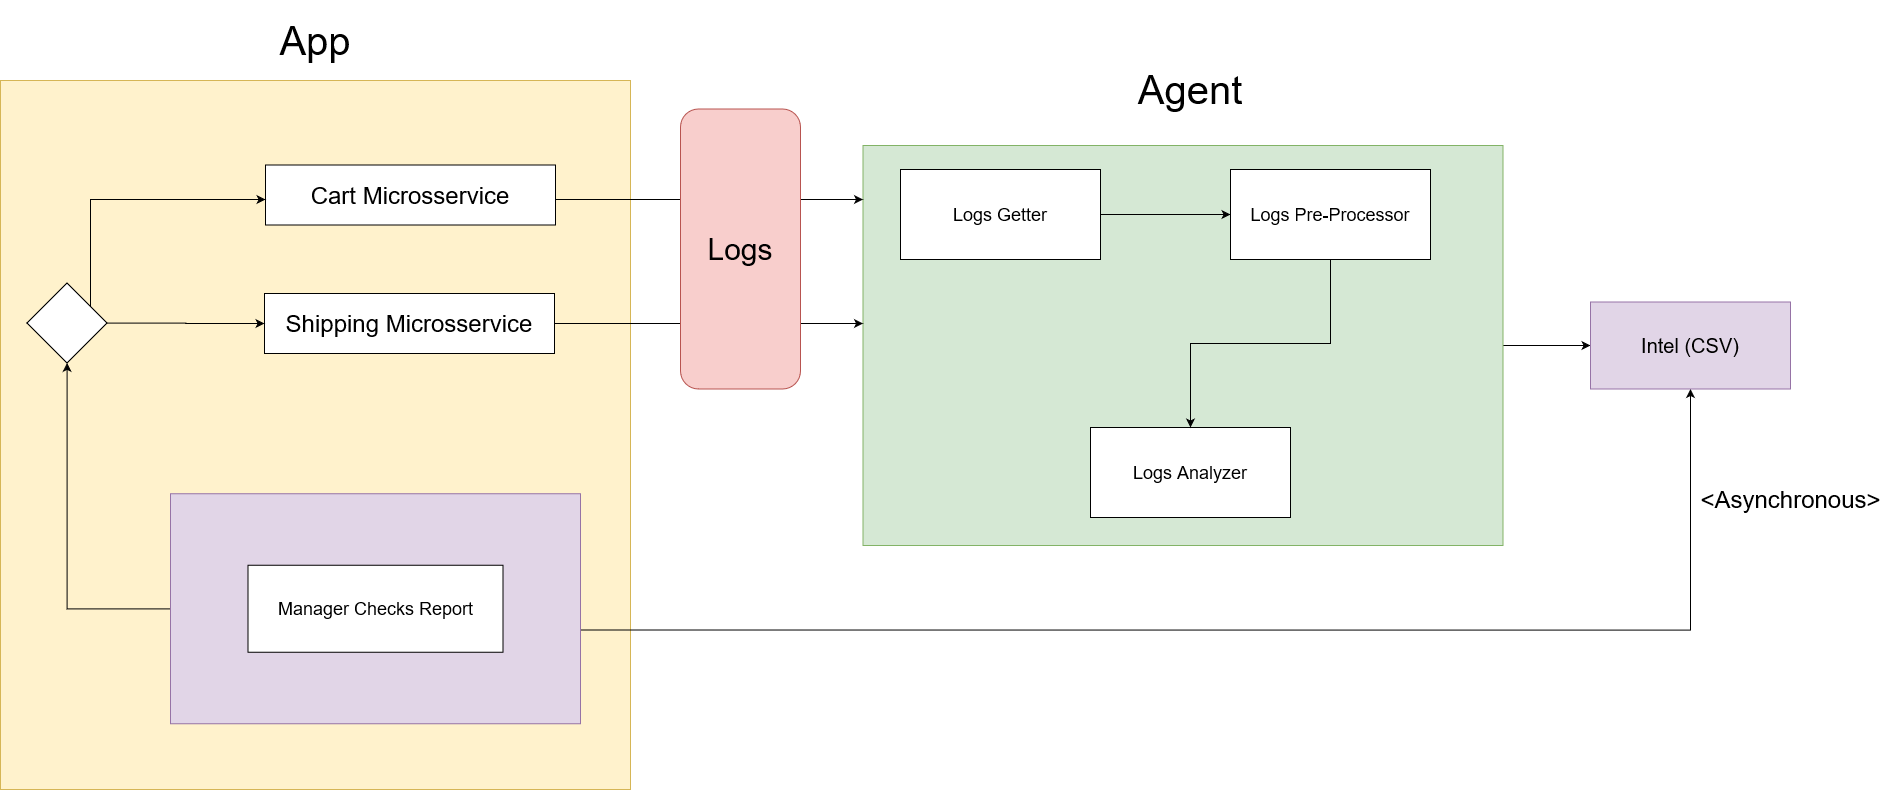 App
Agent
Cart Microsservice
Logs Getter
Logs Pre-Processor
Logs
Shipping Microsservice
Intel (CSV)
Logs Analyzer
<Asynchronous>
Manager Checks Report